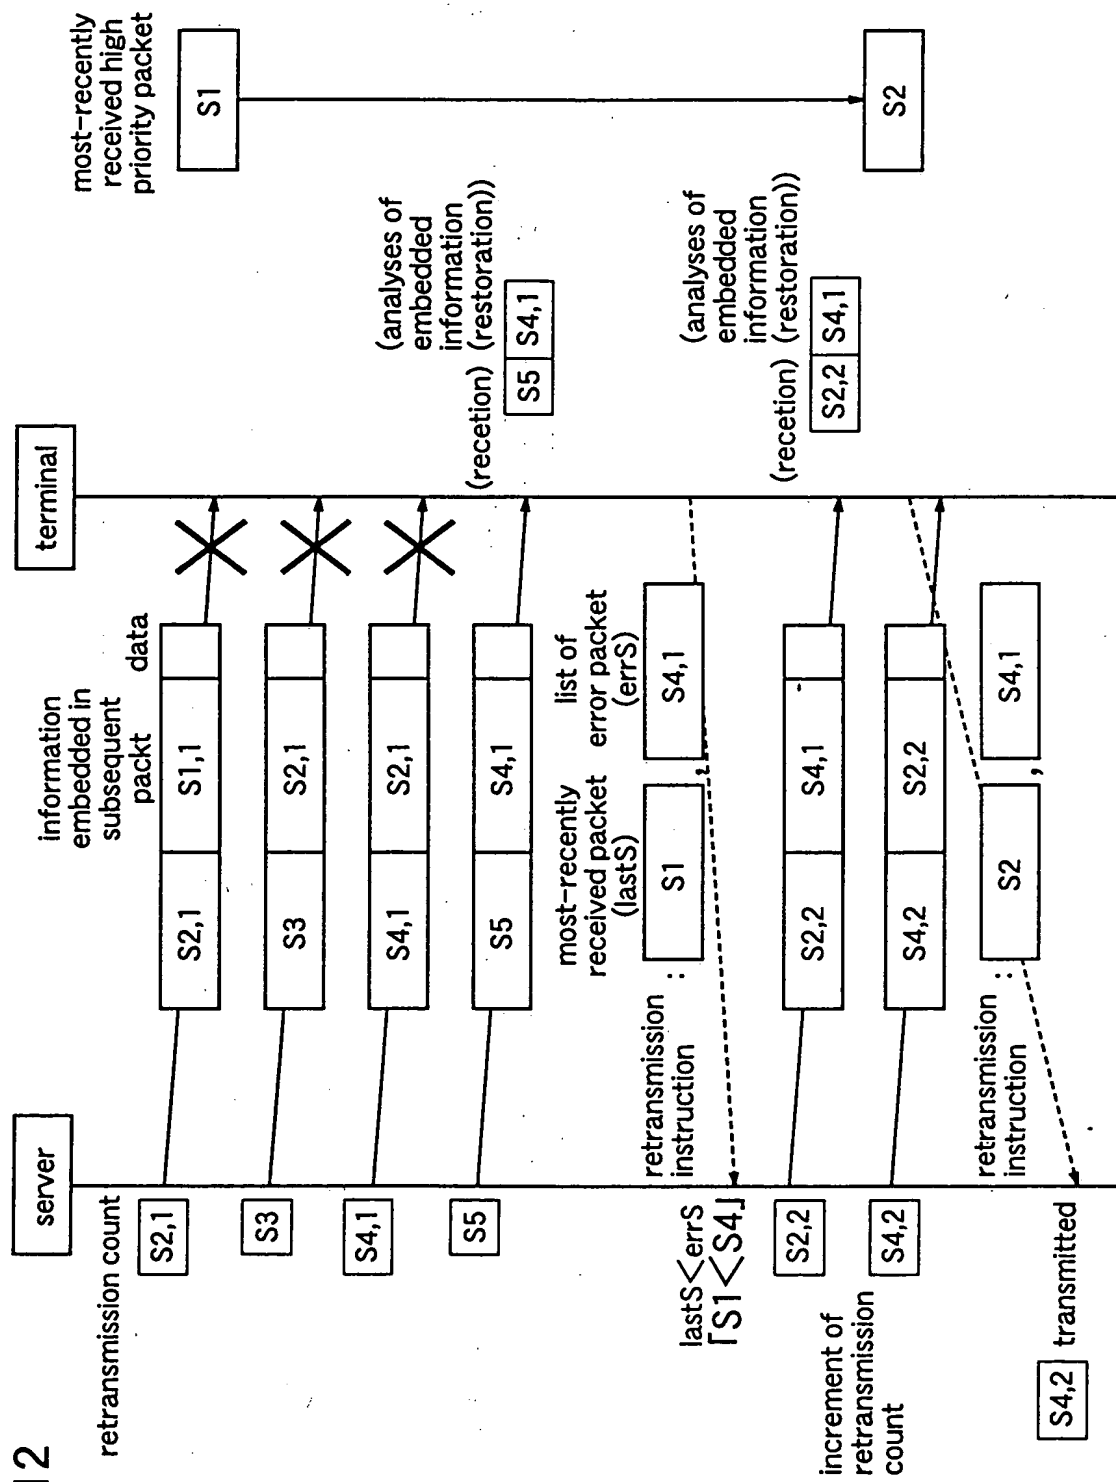 12
server
terminal
most-recently
received high
priority packet
retransmission count
information
embedded in
subsequent
packt
data
S1
S2,1
S2,1
S1,1
S3
S3
S2,1
S4,1
S4,1
S2,1
S5
S5
S4,1
(recetion)
(analyses of
embedded
information
(restoration))
S5
S4,1
most-recently
received packet
(lastS)
list of
error packet
(errS)
retransmission
instruction
:
S1
,
S4,1
lastS<errS
「S1<S4」
S2,2
S2,2
S4,1
(recetion)
(analyses of
embedded
information
(restoration))
S2,2
S4,1
S2
increment of
retransmission
count
S4,2
S4,2
S2,2
retransmission
instruction
:
S2
,
S4,1
S4,2
transmitted